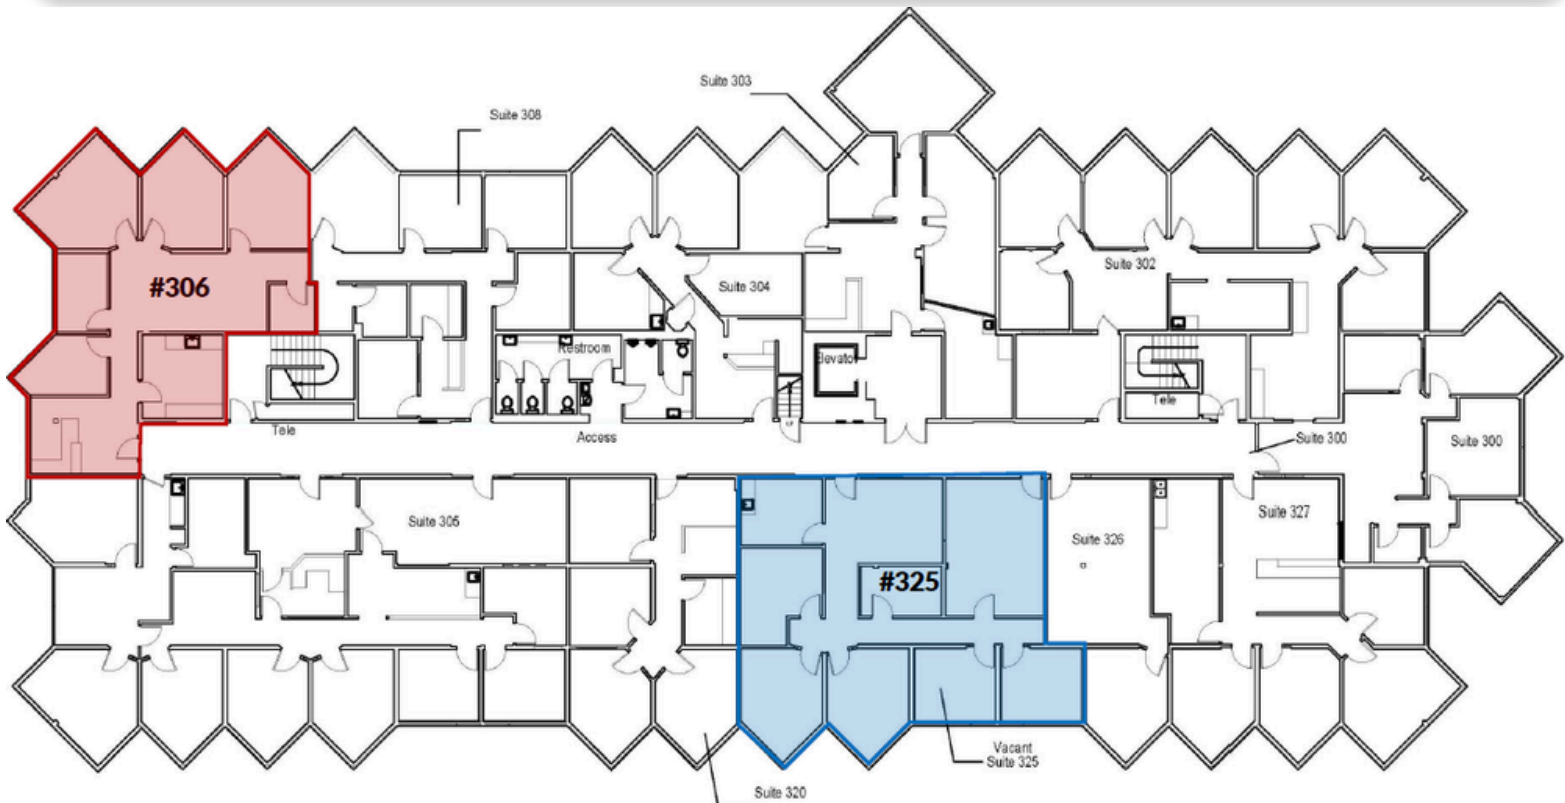 Suite 303
Suite 308
#306
Suite 304
Suite 302
Restroom
Elevator
Tele
Tele
Access
Suite 300
Suite 300
Suite 305
Suite 327
Suite 326
#325
Vacant
Suite 325
Suite 320